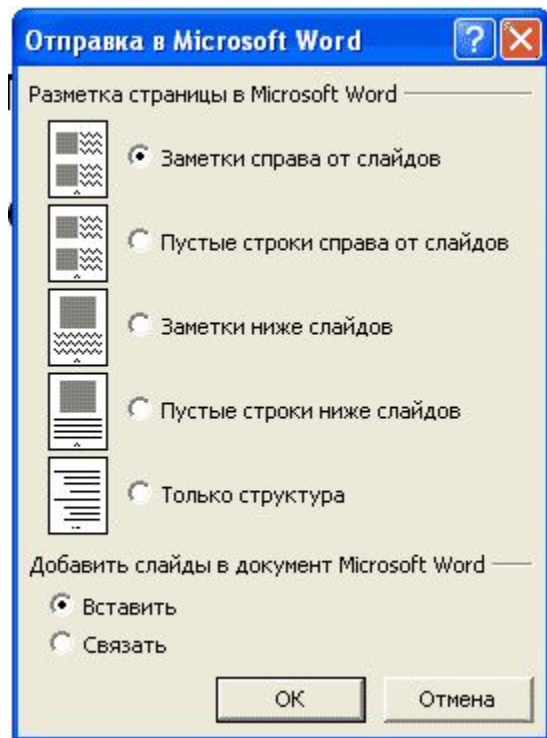 Отправка в Microsoft Word
Разметка страницы в Microsoft Word
Заметки справа от слайдов
Пустые строки справа от слайдов
Заметки ниже слайдов
Пустые строки ниже слайдов
Только структура
Добавить слайды в документ Microsoft Word
Вставить
Связать
ОК Отмена